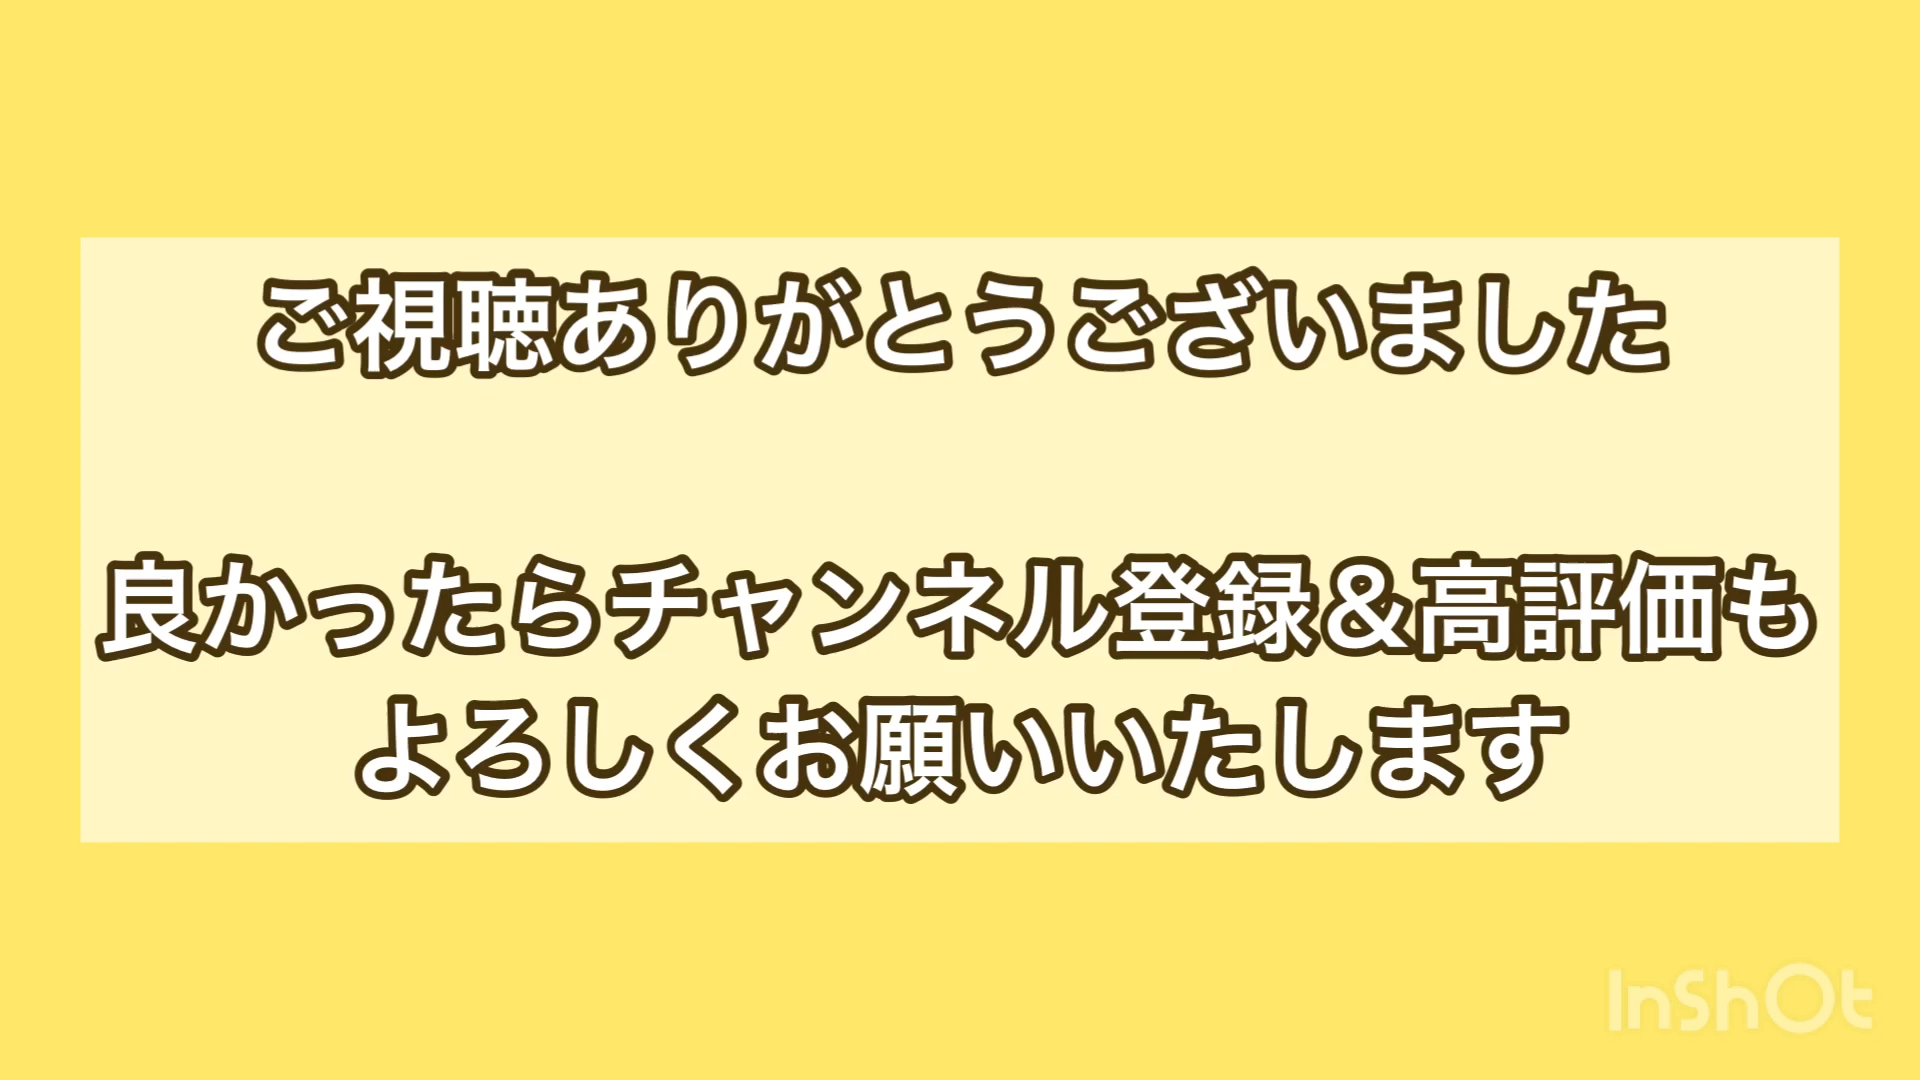 ご視聴ありがとうございました
良かったらチャンネル登録＆高評価も
よろしくお願いいたします
InShOt